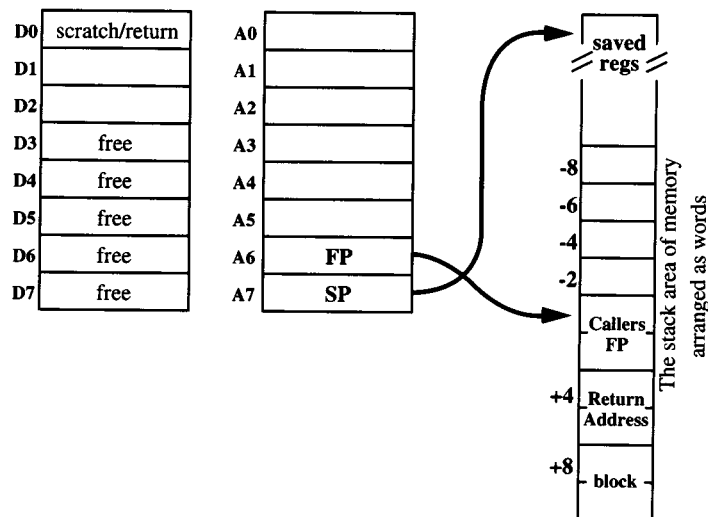 D0 scratch/return
D1
D2
D3 free
D4 free
D5 free
D6 free
D7 free
A0
A1
A2
A3
A4
A5
A6 FP
A7 SP
saved
regs
-8
-6
-4
-2
Callers
FP
+4 Return
Address
+8
block
The stack area of memory
arranged as words